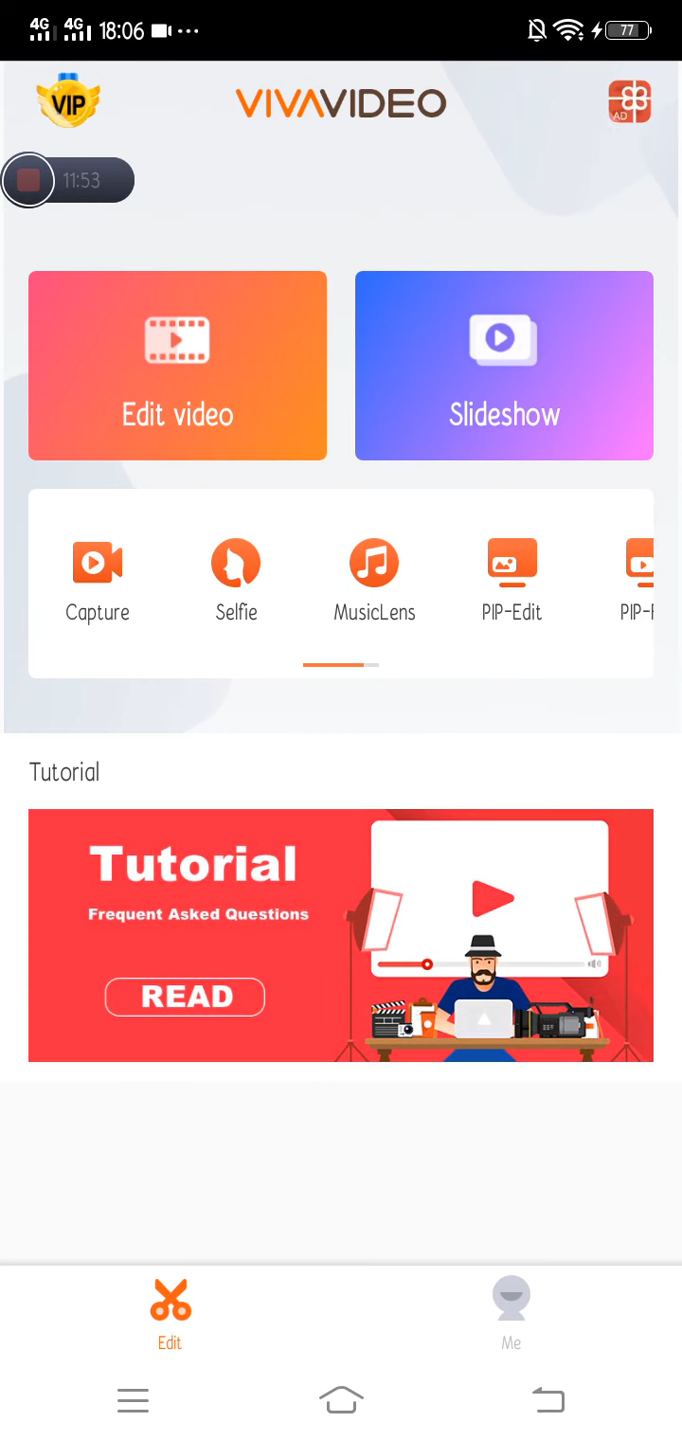 4G 4G 18:06 77
VIP
VIVAVIDEO
AD
11:53
Edit video
Slideshow
Capture
Selfie
MusicLens
PIP-Edit
PIP-
Tutorial
Tutorial
Frequent Asked Questions
READ
Edit
Me